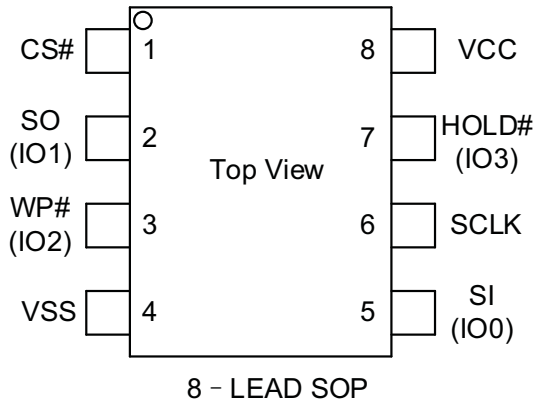 CS# 1 8 VCC
SO
(IO1) 2 7 HOLD#
(IO3)
Top View
WP#
(IO2) 3 6 SCLK
VSS 4 5 SI
(IO0)
8 – LEAD SOP